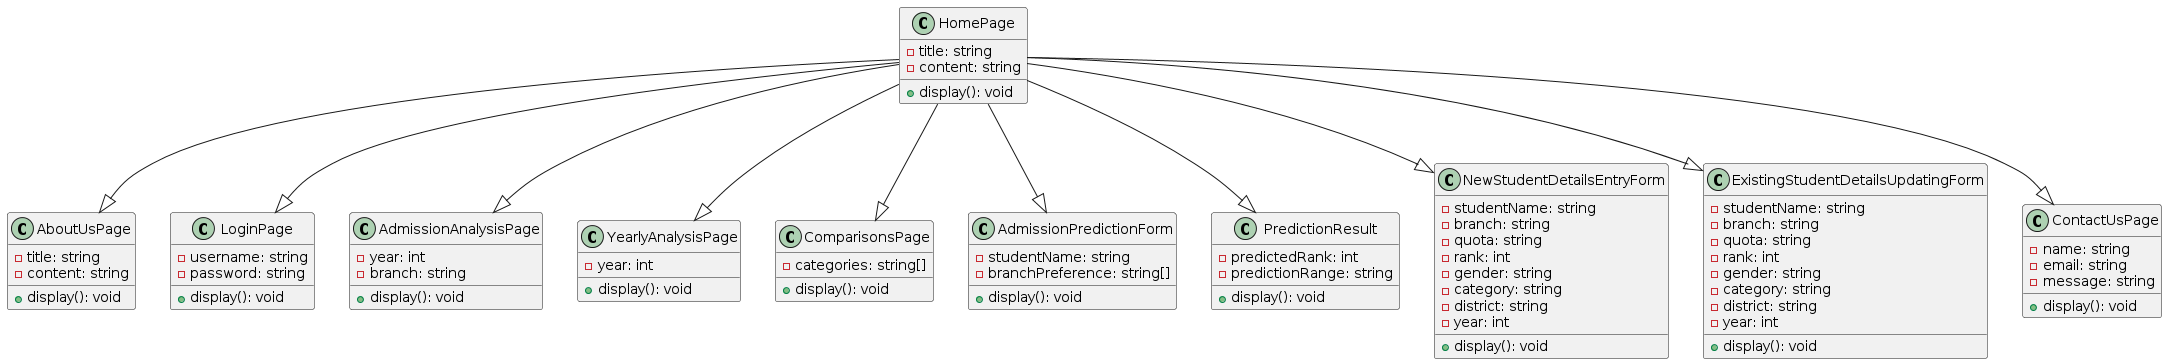 C HomePage
title: string
content: string
display(): void
C AboutUsPage
title: string
content: string
display(): void
C LoginPage
username: string
password: string
display(): void
C AdmissionAnalysisPage
year: int
branch: string
display(): void
C YearlyAnalysisPage
year: int
display(): void
C ComparisonsPage
categories: string[]
display(): void
C AdmissionPredictionForm
studentName: string
branchPreference: string[]
display(): void
C PredictionResult
predictedRank: int
predictionRange: string
display(): void
C NewStudentDetailsEntryForm
studentName: string
branch: string
quota: string
rank: int
gender: string
category: string
district: string
year: int
display(): void
C ExistingStudentDetailsUpdatingForm
studentName: string
branch: string
quota: string
rank: int
gender: string
category: string
district: string
year: int
display(): void
C ContactUsPage
name: string
email: string
message: string
display(): void